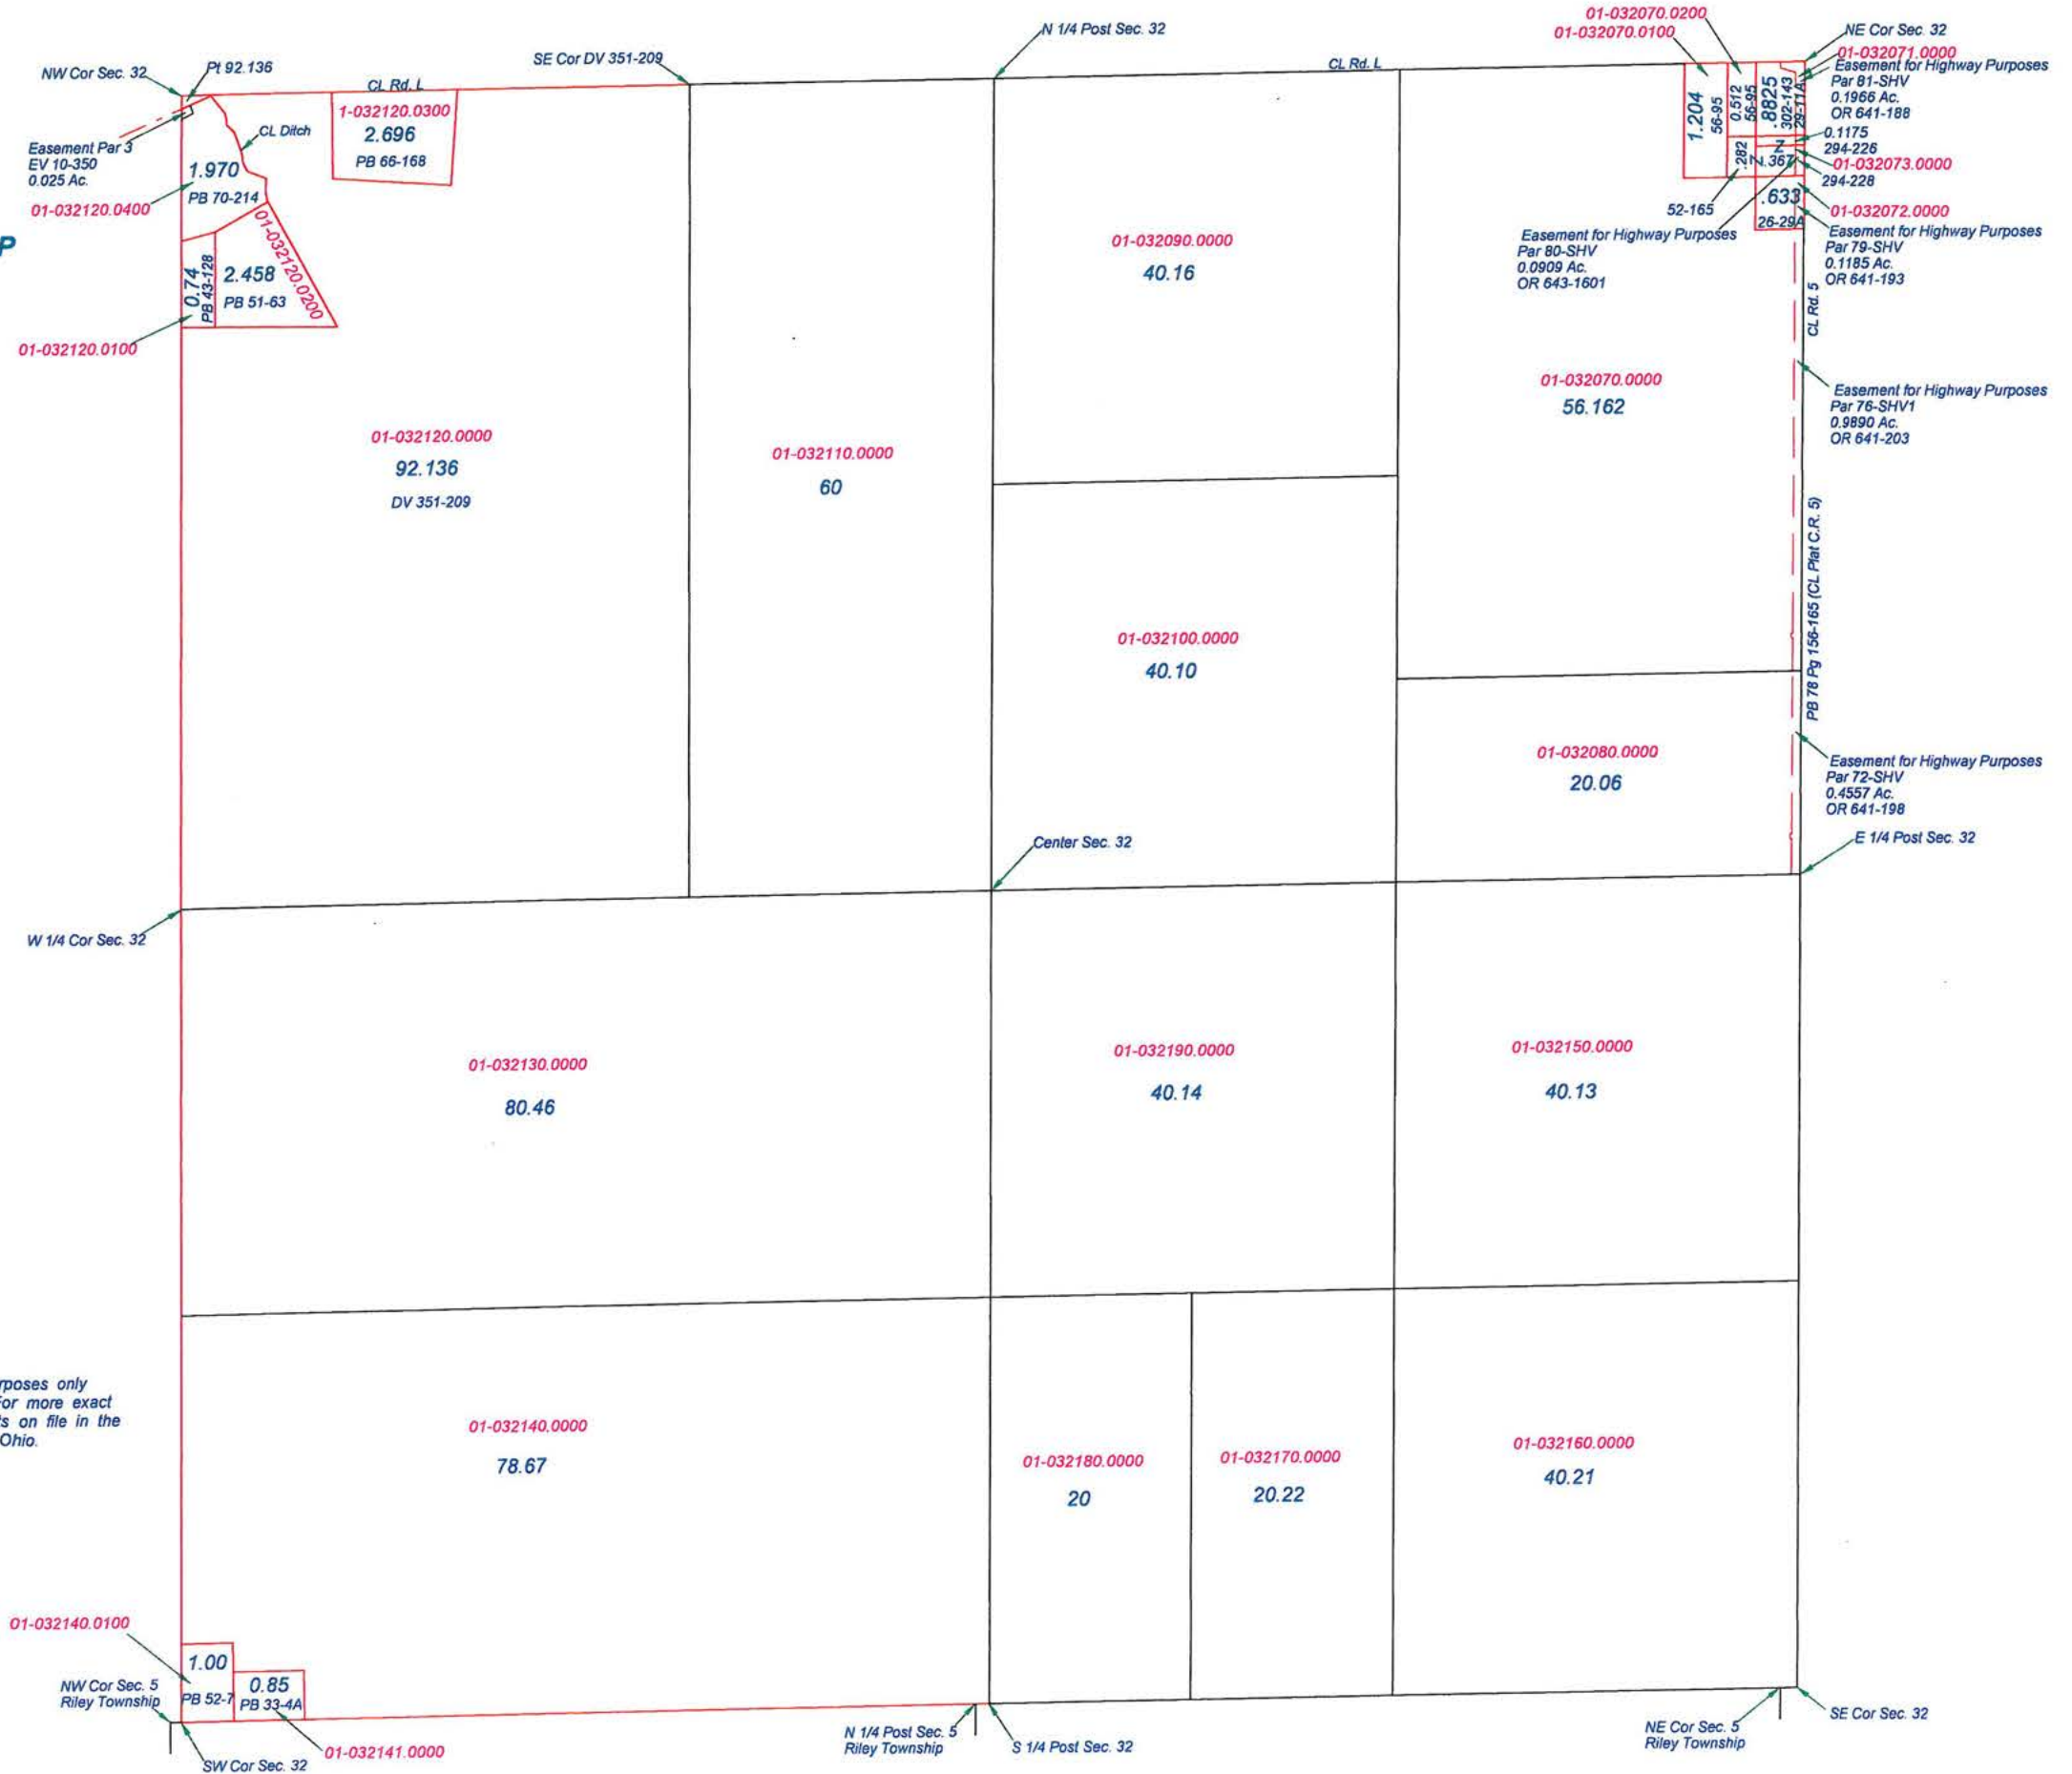 01-032070.0200
01-032070.0100
N 1/4 Post Sec. 32
NE Cor Sec. 32
01-032071.0000
Easement for Highway Purposes
Par 81-SHV
0.1966 Ac.
OR 641-188
SE Cor DV 351-209
CL Rd. L
NW Cor Sec. 32
Pt 92.136
CL Rd. L
1-032120.0300
2.696
PB 66-168
CL Ditch
Easement Par 3
EV 10-350
0.025 Ac.
1.970
PB 70-214
01-032120.0400
P
0.74
PB 43-128
2.458
PB 51-63
01-032120.0200
01-032120.0100
1.204
56-95
0.512
56-95
.8825
302-143
29-11A
0.1175
294-226
01-032073.0000
294-228
.282
Z
Z
.367
52-165
.633
26-29A
01-032072.0000
Easement for Highway Purposes
Par 80-SHV
0.0909 Ac.
OR 643-1601
Easement for Highway Purposes
Par 79-SHV
0.1185 Ac.
OR 641-193
CL Rd. 5
01-032090.0000
40.16
01-032070.0000
56.162
Easement for Highway Purposes
Par 76-SHV1
0.9890 Ac.
OR 641-203
01-032120.0000
92.136
DV 351-209
01-032110.0000
60
PB 78 Pg 156-165 (CL Plat C.R. 5)
01-032100.0000
40.10
01-032080.0000
20.06
Easement for Highway Purposes
Par 72-SHV
0.4557 Ac.
OR 641-198
Center Sec. 32
E 1/4 Post Sec. 32
W 1/4 Cor Sec. 32
01-032130.0000
80.46
01-032190.0000
40.14
01-032150.0000
40.13
rposes only
For more exact
s on file in the
Ohio.
01-032140.0000
78.67
01-032180.0000
20
01-032170.0000
20.22
01-032160.0000
40.21
01-032140.0100
1.00
PB 52-7
0.85
PB 33-4A
NW Cor Sec. 5
Riley Township
01-032141.0000
SW Cor Sec. 32
N 1/4 Post Sec. 5
Riley Township
S 1/4 Post Sec. 32
NE Cor Sec. 5
Riley Township
SE Cor Sec. 32